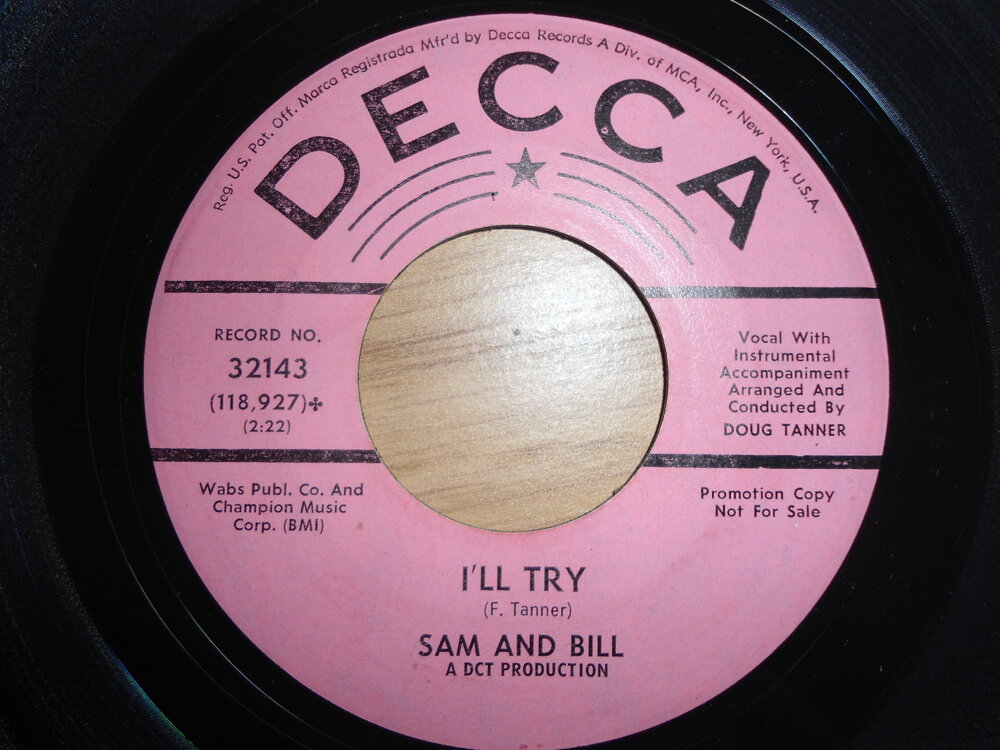 Reg. U.S. Pat. Off. Marca Registrada Mfr'd by Decca Records A Div. of MCA, Inc., New York, U.S.A.
DECCA
RECORD NO.
32143
(118,927)✣
(2:22)
Vocal With
Instrumental
Accompaniment
Arranged And
Conducted By
DOUG TANNER
Wabs Publ. Co. And
Champion Music
Corp. (BMI)
Promotion Copy
Not For Sale
I'LL TRY
(F. Tanner)
SAM AND BILL
A DCT PRODUCTION